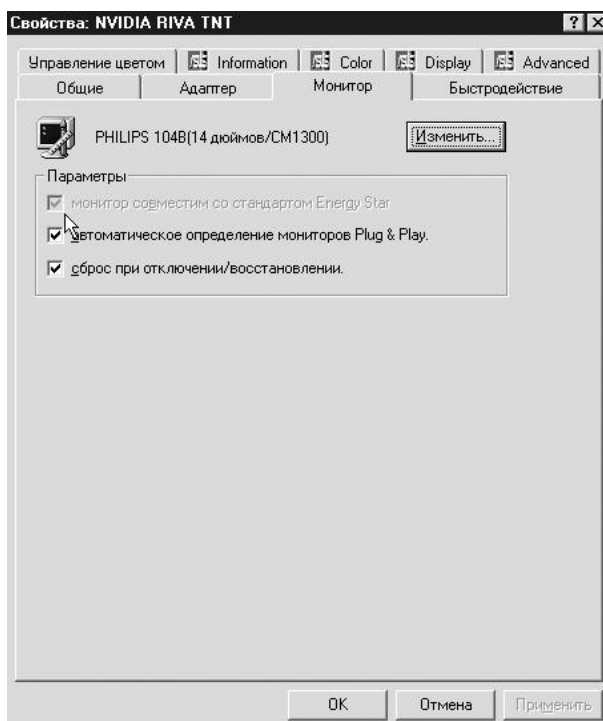 Свойства: NVIDIA RIVA TNT
Управление цветом Information Color Display Advanced
Общие Адаптер Монитор Быстродействие
PHILIPS 104B(14 дюймов/CM1300) Изменить...
Параметры
монитор совместим со стандартом Energy Star
автоматическое определение мониторов Plug & Play.
сброс при отключении/восстановлении.
OK Отмена Применить